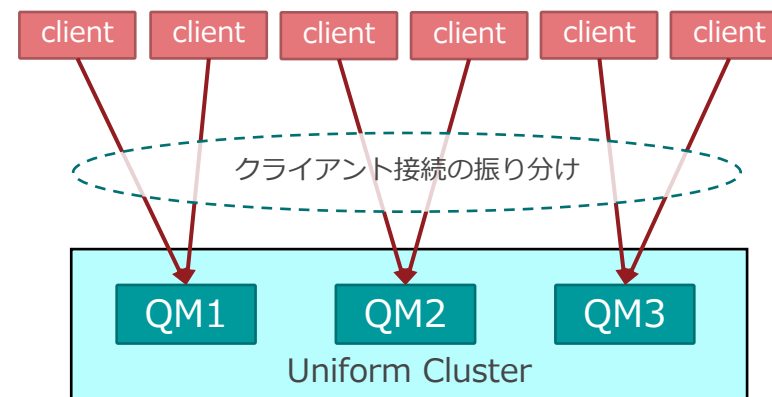 client client client client client client
クライアント接続の振り分け
QM1 QM2 QM3
Uniform Cluster